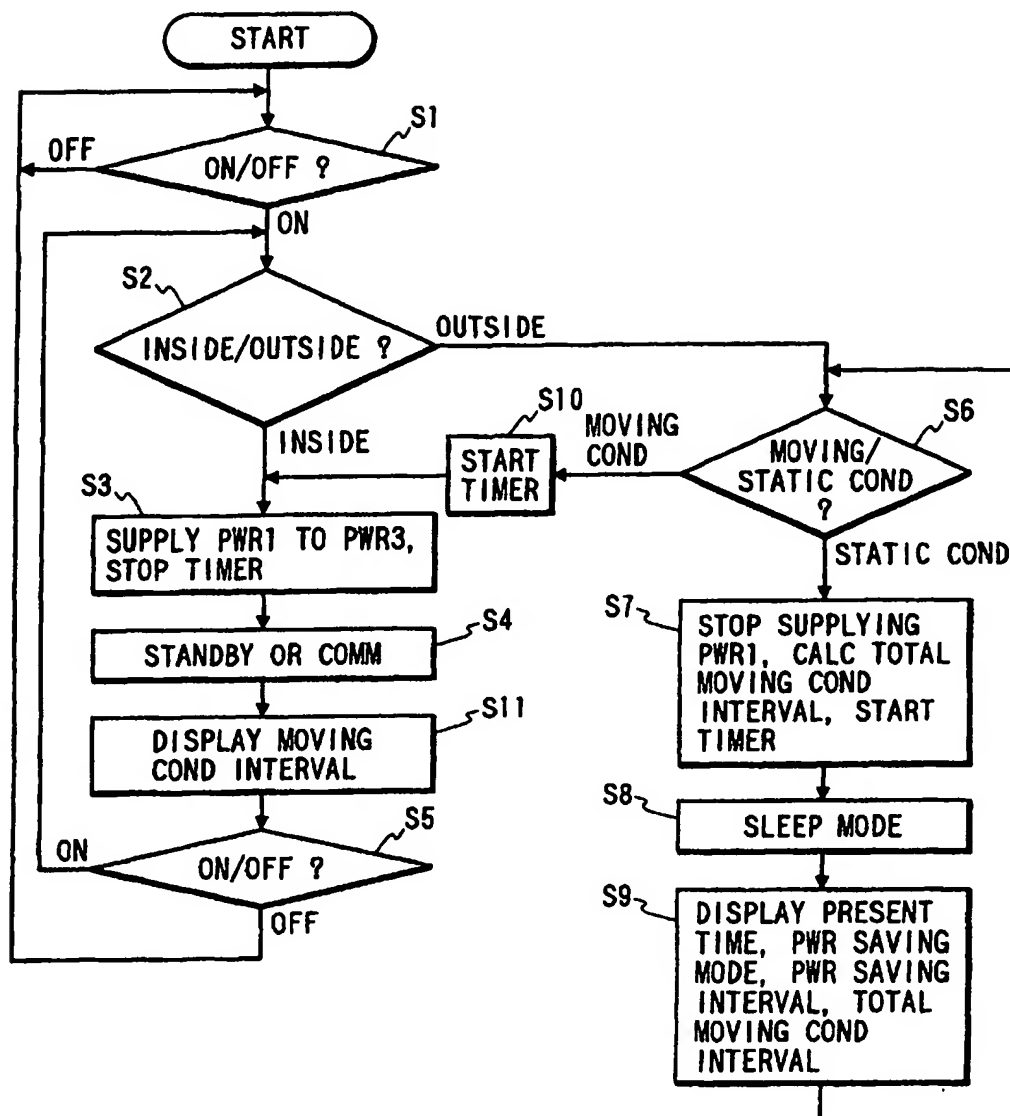 START
S1
OFF
ON/OFF ?
ON
S2
INSIDE/OUTSIDE ?
OUTSIDE
INSIDE
S10
START
TIMER
MOVING
COND
S6
MOVING/
STATIC COND
?
STATIC COND
S3
SUPPLY PWR1 TO PWR3,
STOP TIMER
S4
STANDBY OR COMM
S11
DISPLAY MOVING
COND INTERVAL
S5
ON
ON/OFF ?
OFF
S7
STOP SUPPLYING
PWR1, CALC TOTAL
MOVING COND
INTERVAL, START
TIMER
S8
SLEEP MODE
S9
DISPLAY PRESENT
TIME, PWR SAVING
MODE, PWR SAVING
INTERVAL, TOTAL
MOVING COND
INTERVAL